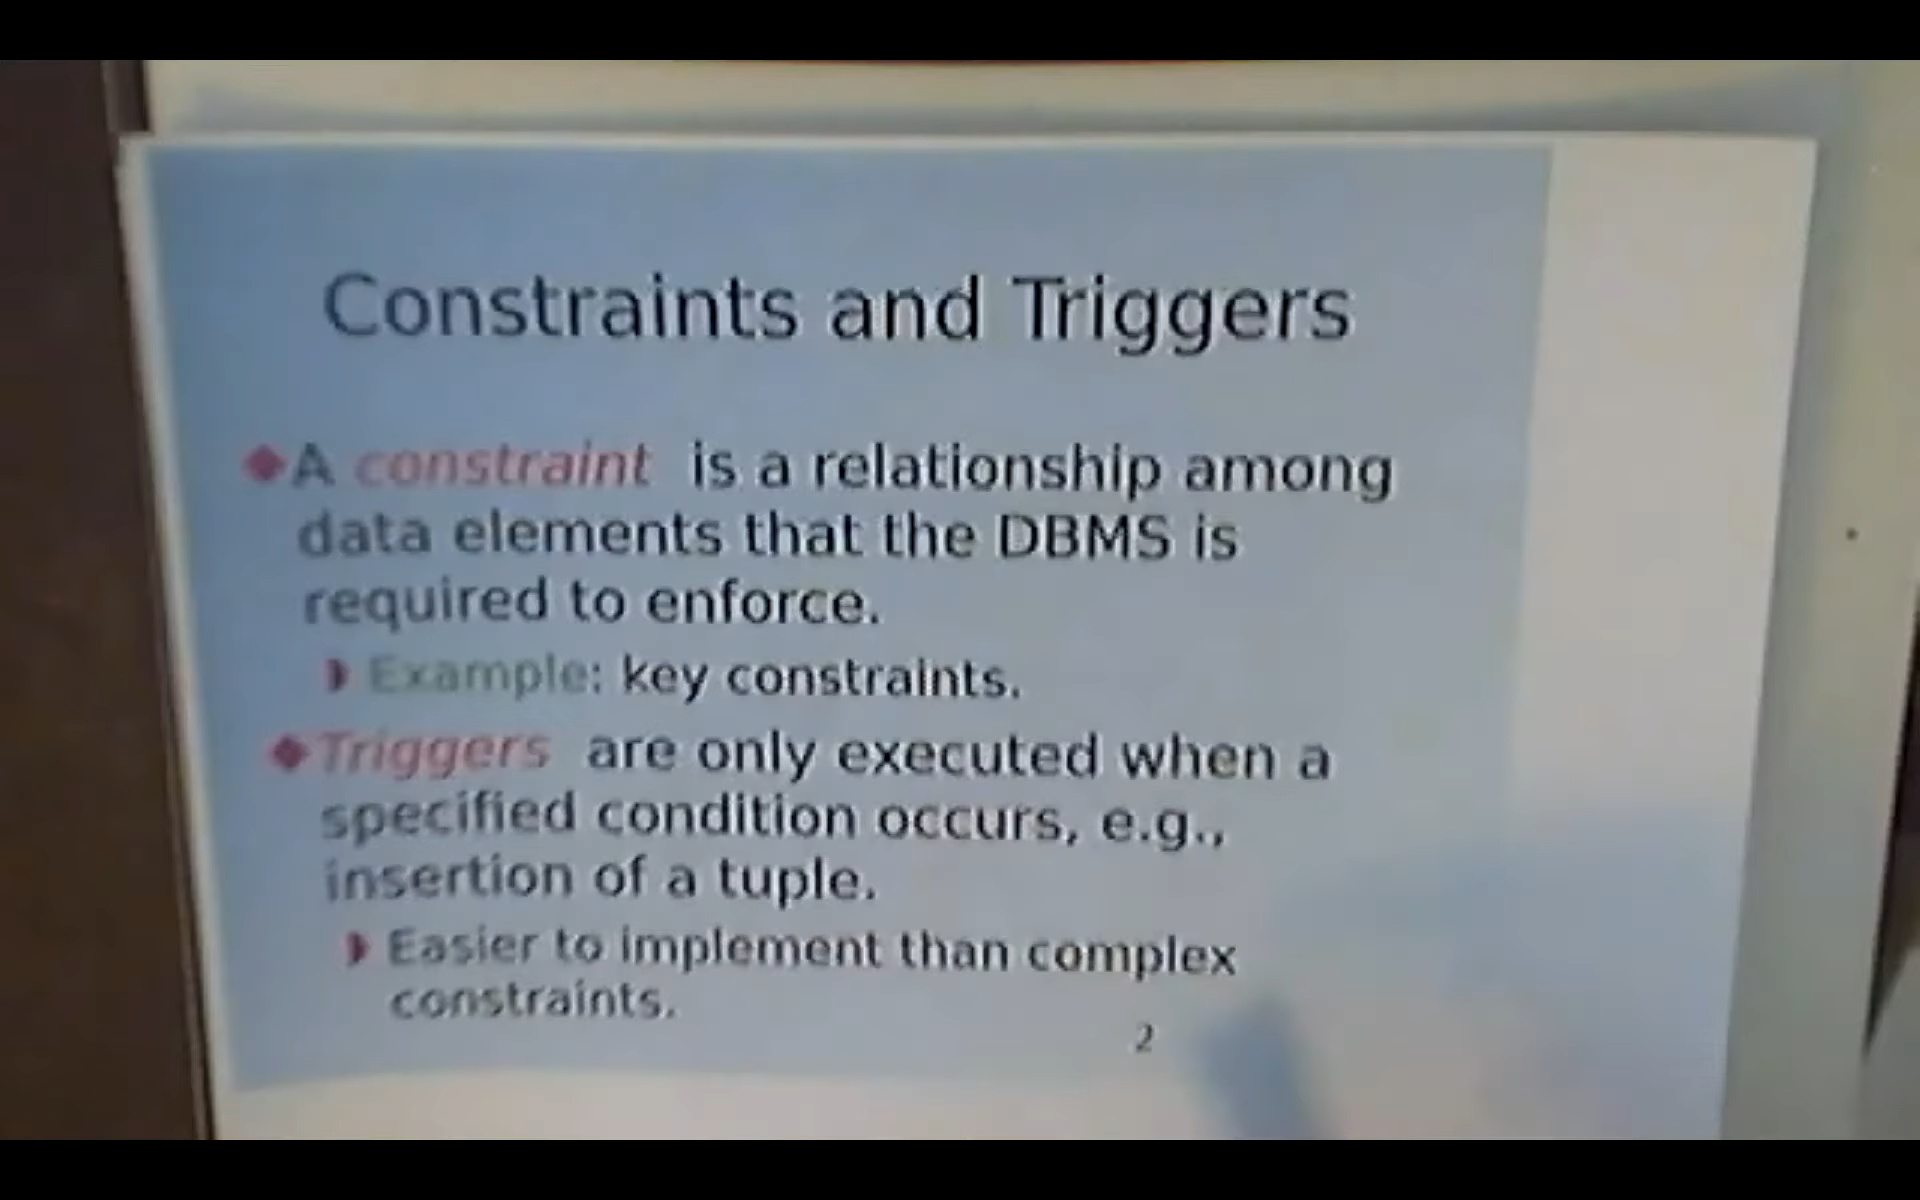 Constraints and Triggers
A constraint is a relationship among
data elements that the DBMS is
required to enforce.
Example: key constraints.
Triggers are only executed when a
specified condition occurs, e.g.,
insertion of a tuple.
Easier to implement than complex
constraints.
2